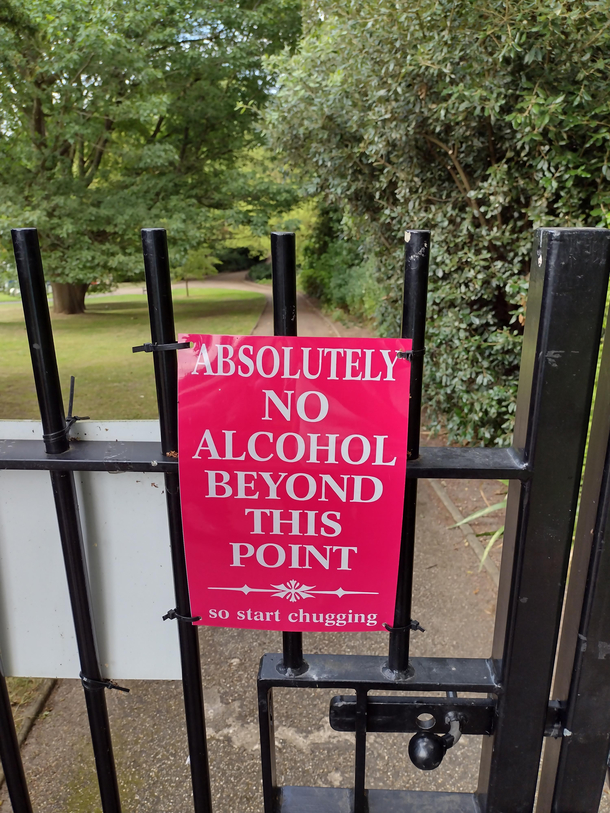 ABSOLUTELY
NO
ALCOHOL
BEYOND
THIS
POINT
so start chugging